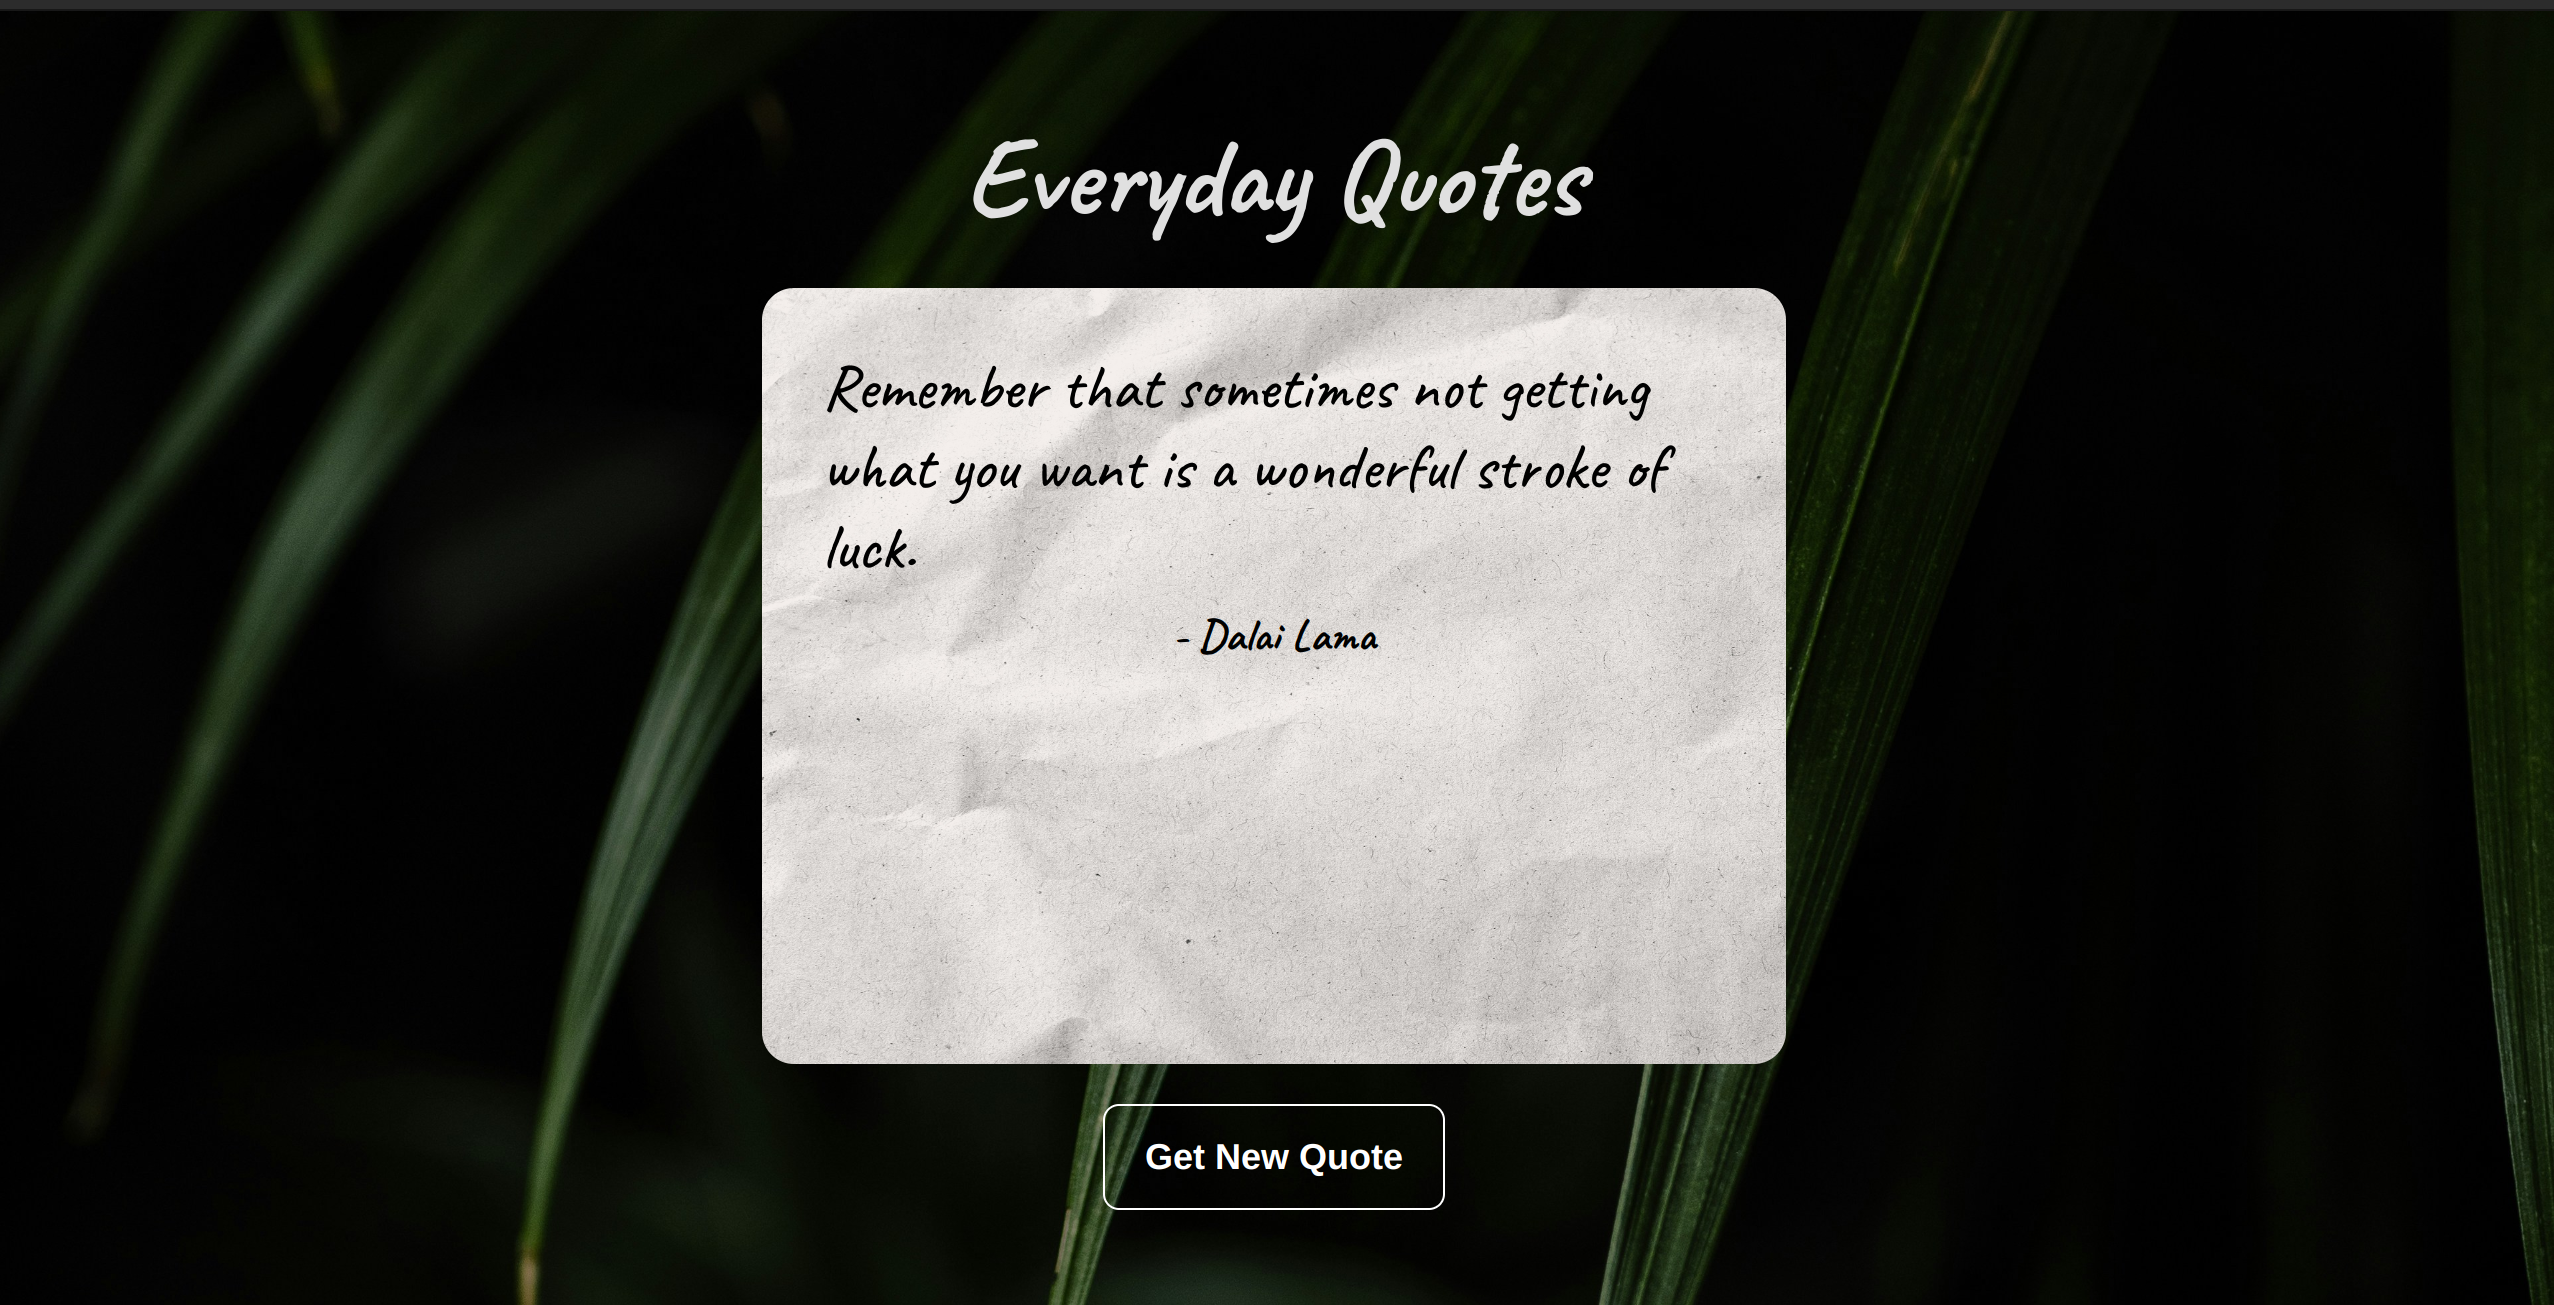 Everyday Quotes
Remember that sometimes not getting
what you want is a wonderful stroke of
luck.
- Dalai Lama
Get New Quote